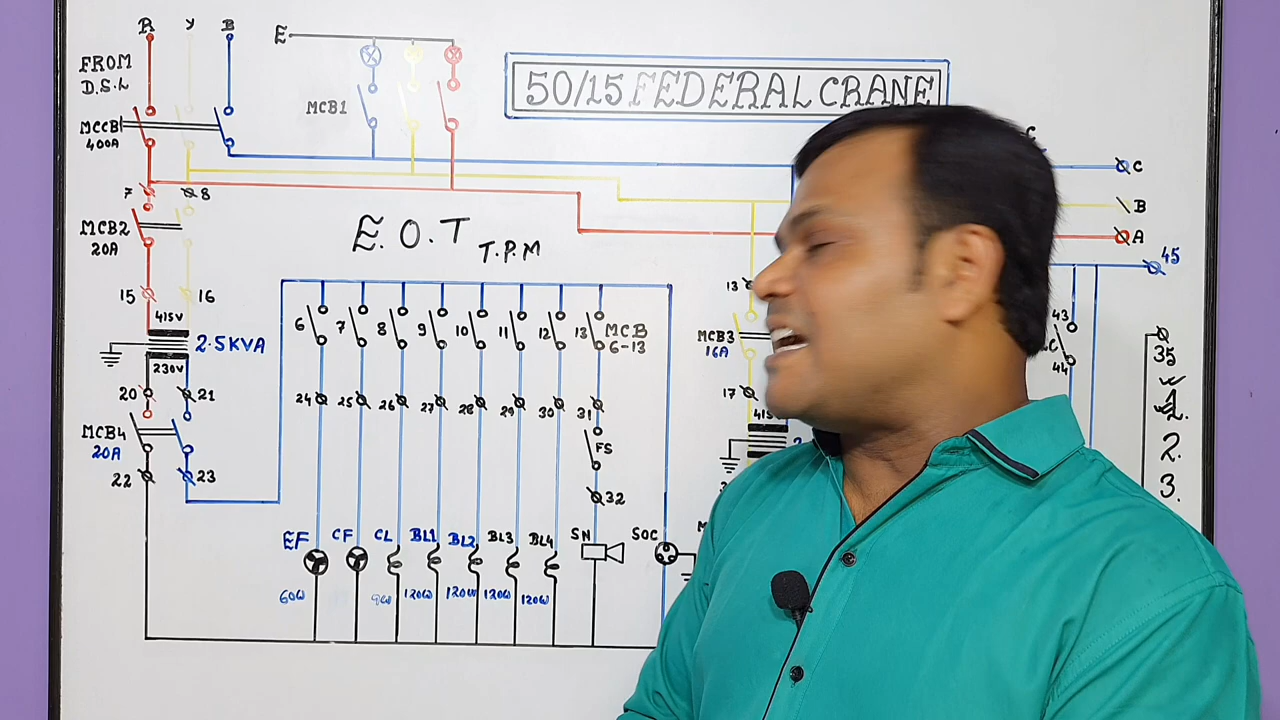 R Y B
E
FROM
D.S.L
MCCB
400A
MCB1
50/15 FEDERAL CRANE
7 8
MCB2
20A
E.O.T T.P.M
C
B
A
45
15 16
415V
2.5KVA
230V
20 21
MCB4
20A
22 23
6 7 8 9 10 11 12 13 MCB
6-13
24 25 26 27 28 29 30 31
FS
32
EF CF CL BL1 BL2 BL3 BL4 SN SOC
60W 9W 120W 120W 120W 120W
13
MCB3
16A
17
415
43
44
35
1.
2.
3.